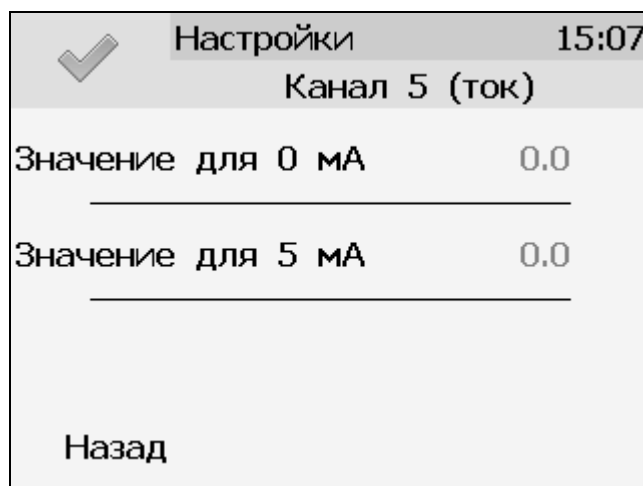 Настройки 15:07
Канал 5 (ток)
Значение для 0 мА 0.0
Значение для 5 мА 0.0
Назад